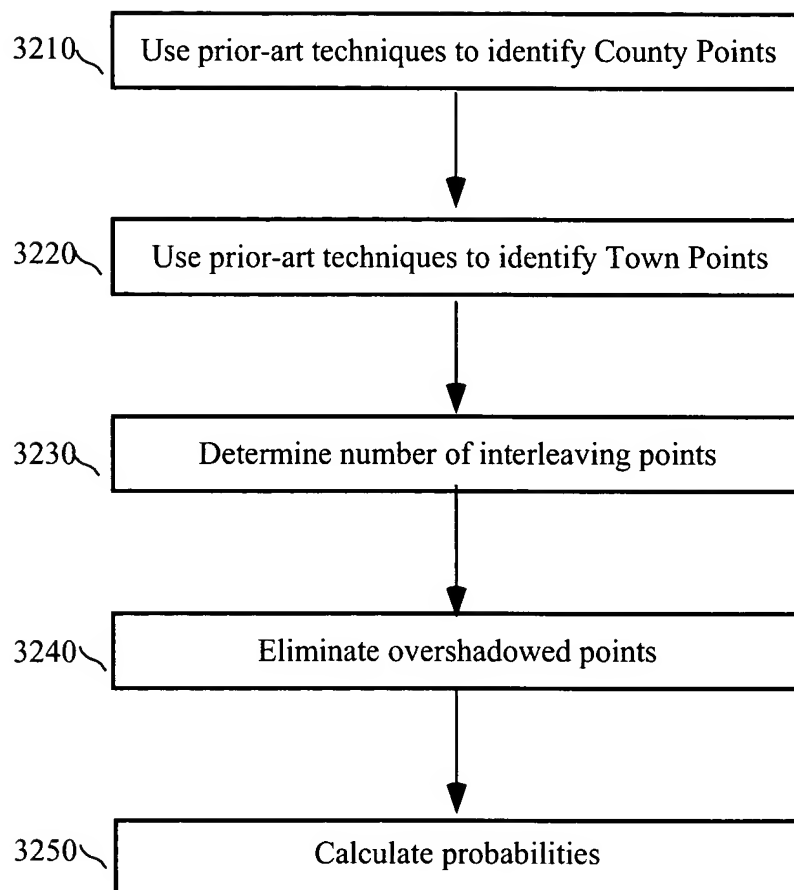 3210 Use prior-art techniques to identify County Points
3220 Use prior-art techniques to identify Town Points
3230 Determine number of interleaving points
3240 Eliminate overshadowed points
3250 Calculate probabilities